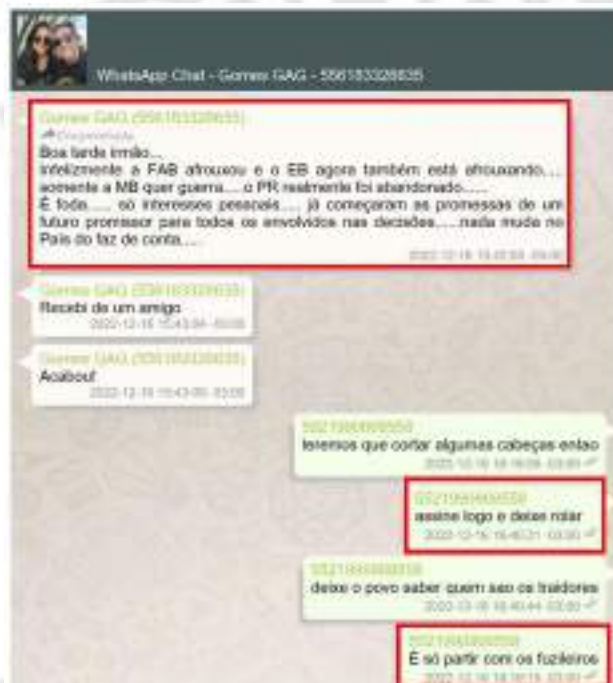 WhatsApp Chat - Gomes GAG - 556183328635
Gomes GAG (556183328635)
Encaminhada
Boa tarde irmão...
Infelizmente a FAB afrouxou e o EB agora também está afrouxando....
somente a MB quer guerra.... o PR realmente foi abandonado......
É foda..... só interesses pessoais.... já começaram as promessas de um
futuro promissor para todos os envolvidos nas decisões.....nada muda no
País do faz de conta.....
Gomes GAG (556183328635)
Recebi de um amigo
Gomes GAG (556183328635)
Acabou!
teremos que cortar algumas cabeças entao
assine logo e deixe rolar
deixe o povo saber quem sao os traidores
É só partir com os fuzileiros